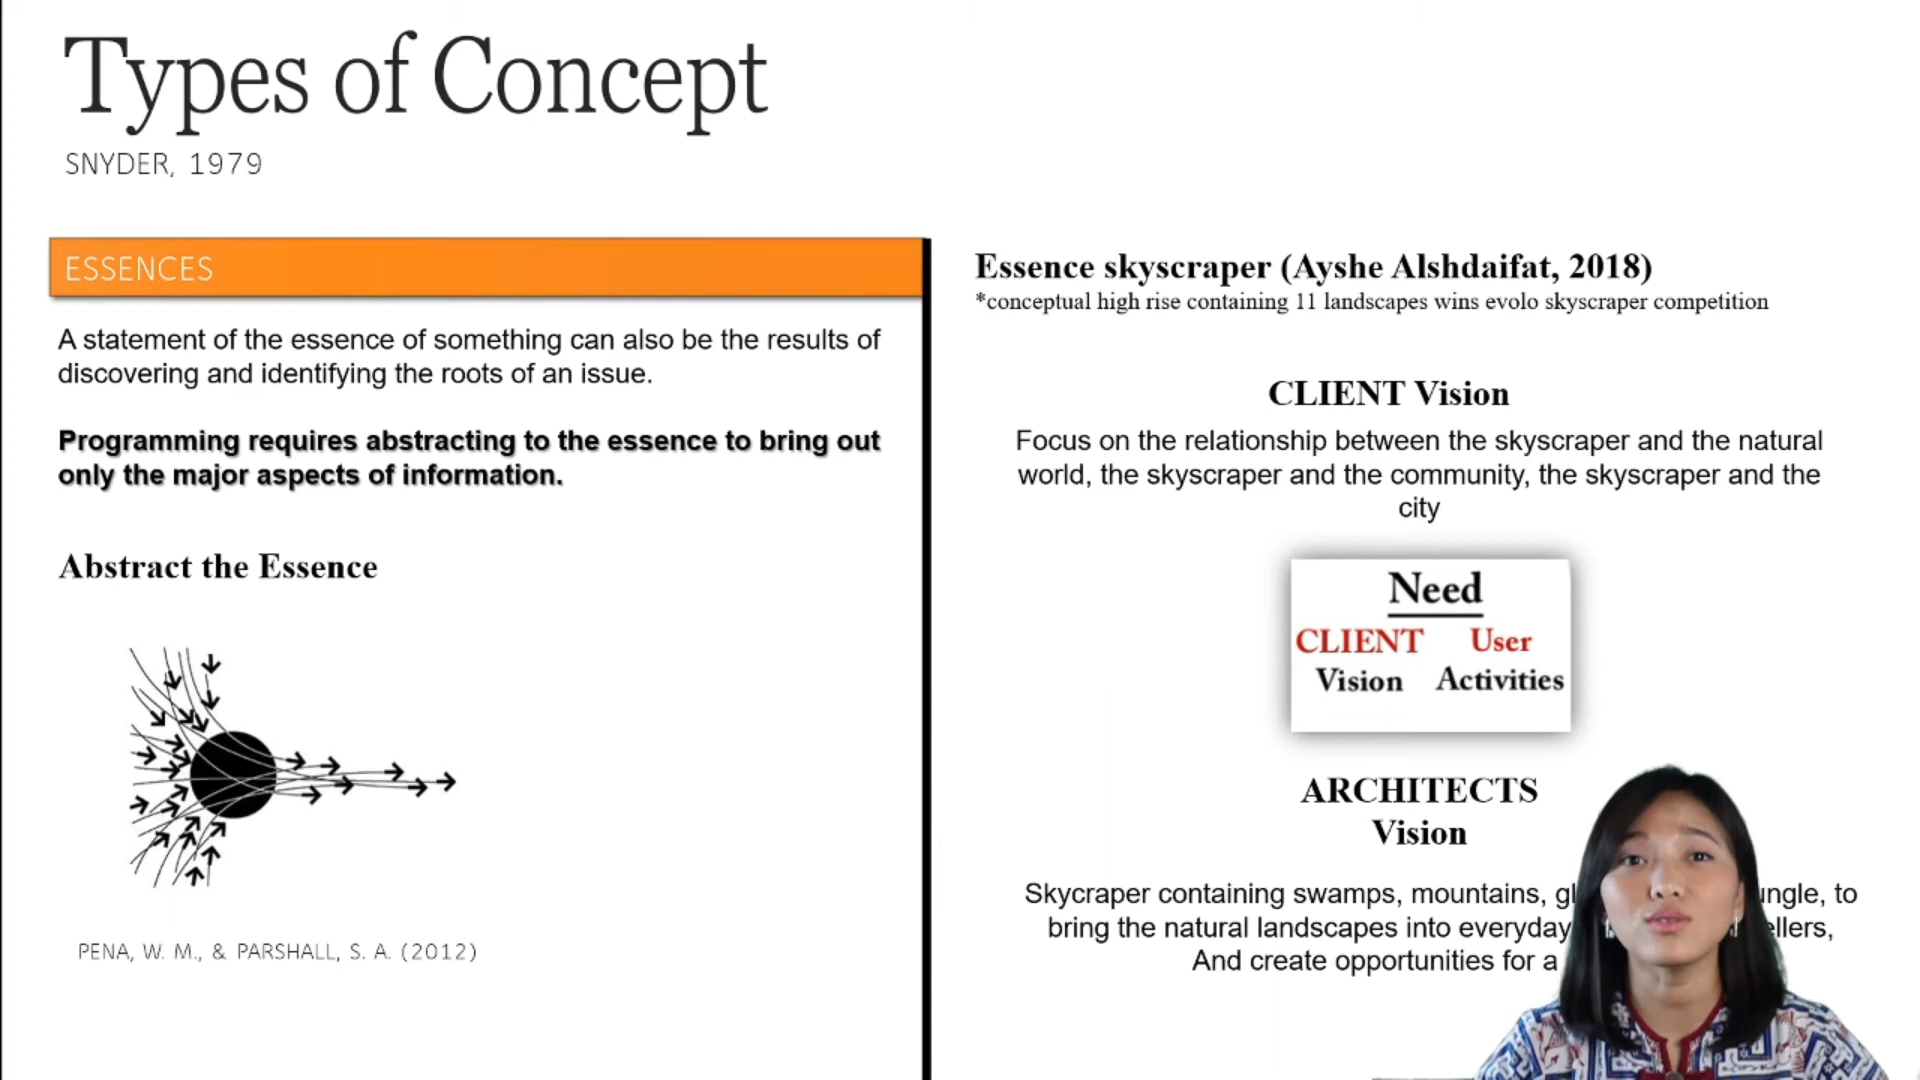 Types of Concept
SNYDER, 1979
ESSENCES
A statement of the essence of something can also be the results of
discovering and identifying the roots of an issue.
Programming requires abstracting to the essence to bring out
only the major aspects of information.
Abstract the Essence
PENA, W. M., & PARSHALL, S. A. (2012)
Essence skyscraper (Ayshe Alshdaifat, 2018)
*conceptual high rise containing 11 landscapes wins evolo skyscraper competition
CLIENT Vision
Focus on the relationship between the skyscraper and the natural
world, the skyscraper and the community, the skyscraper and the
city
Need
CLIENT User
Vision Activities
ARCHITECTS
Vision
Skycraper containing swamps, mountains, to
bring the natural landscapes into everyday
And create opportunities for a